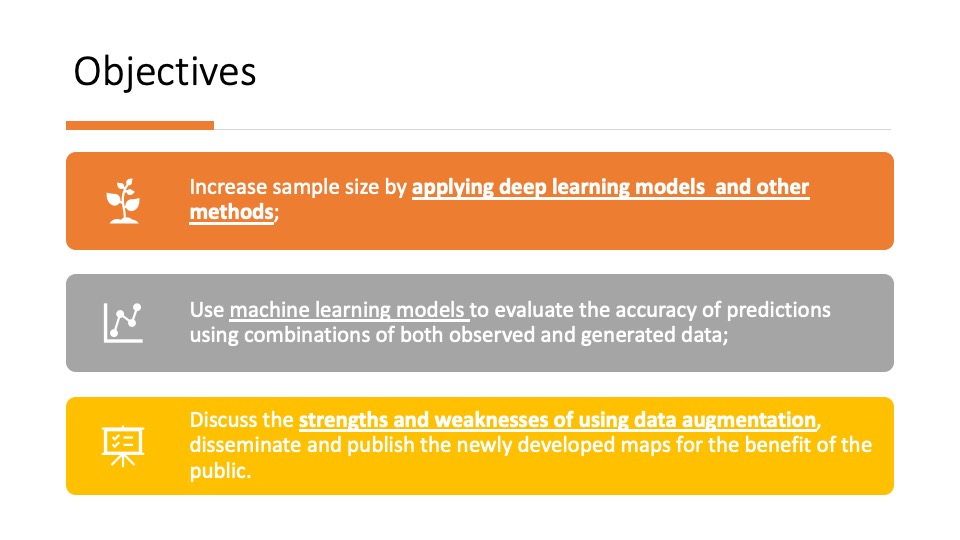 Objectives
Increase sample size by applying deep learning models  and other
methods;
Use machine learning models to evaluate the accuracy of predictions
using combinations of both observed and generated data;
Discuss the strengths and weaknesses of using data augmentation,
disseminate and publish the newly developed maps for the benefit of the
public.